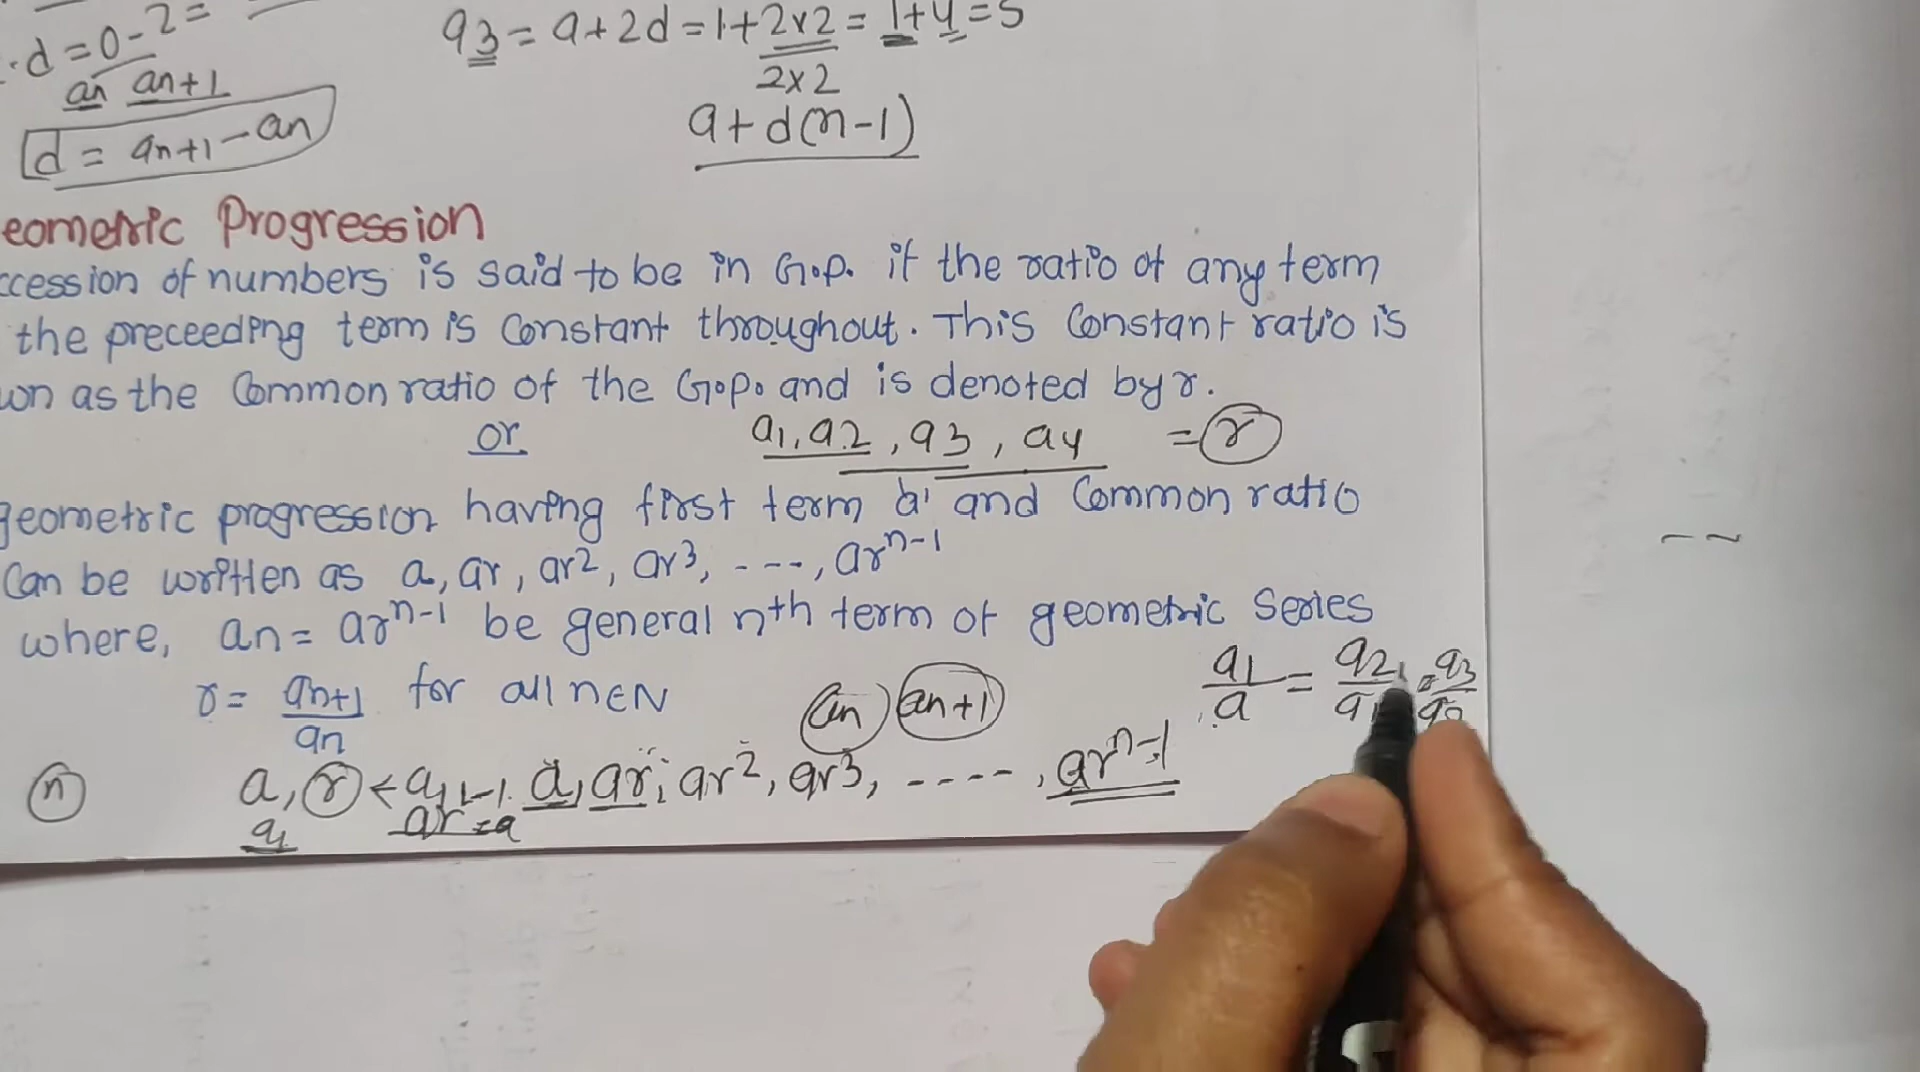 . d = 0 - 2 =
an an+1
d = an+1 - an
a3 = a + 2d = 1 + 2×2 = 1 + 4 = 5
2×2
a + d(n-1)
eometric Progression
ccession of numbers is said to be in G.P. if the ratio of any term
the preceeding term is Constant throughout. This Constant ratio is
wn as the Common ratio of the G.P. and is denoted by r.
or a1, a2, a3, a4 = r
geometric progression having first term 'a' and Common ratio
Can be written as a, ar, ar², ar³, ----, arⁿ⁻¹
where, an = arⁿ⁻¹ be general nth term of geometric Series
r = an+1/an for all n∈N an an+1 a1/a = a2/a1 = a3/a2
n a, r a, ar, ar², ar³, -----, arⁿ⁻¹
a1 ar = a